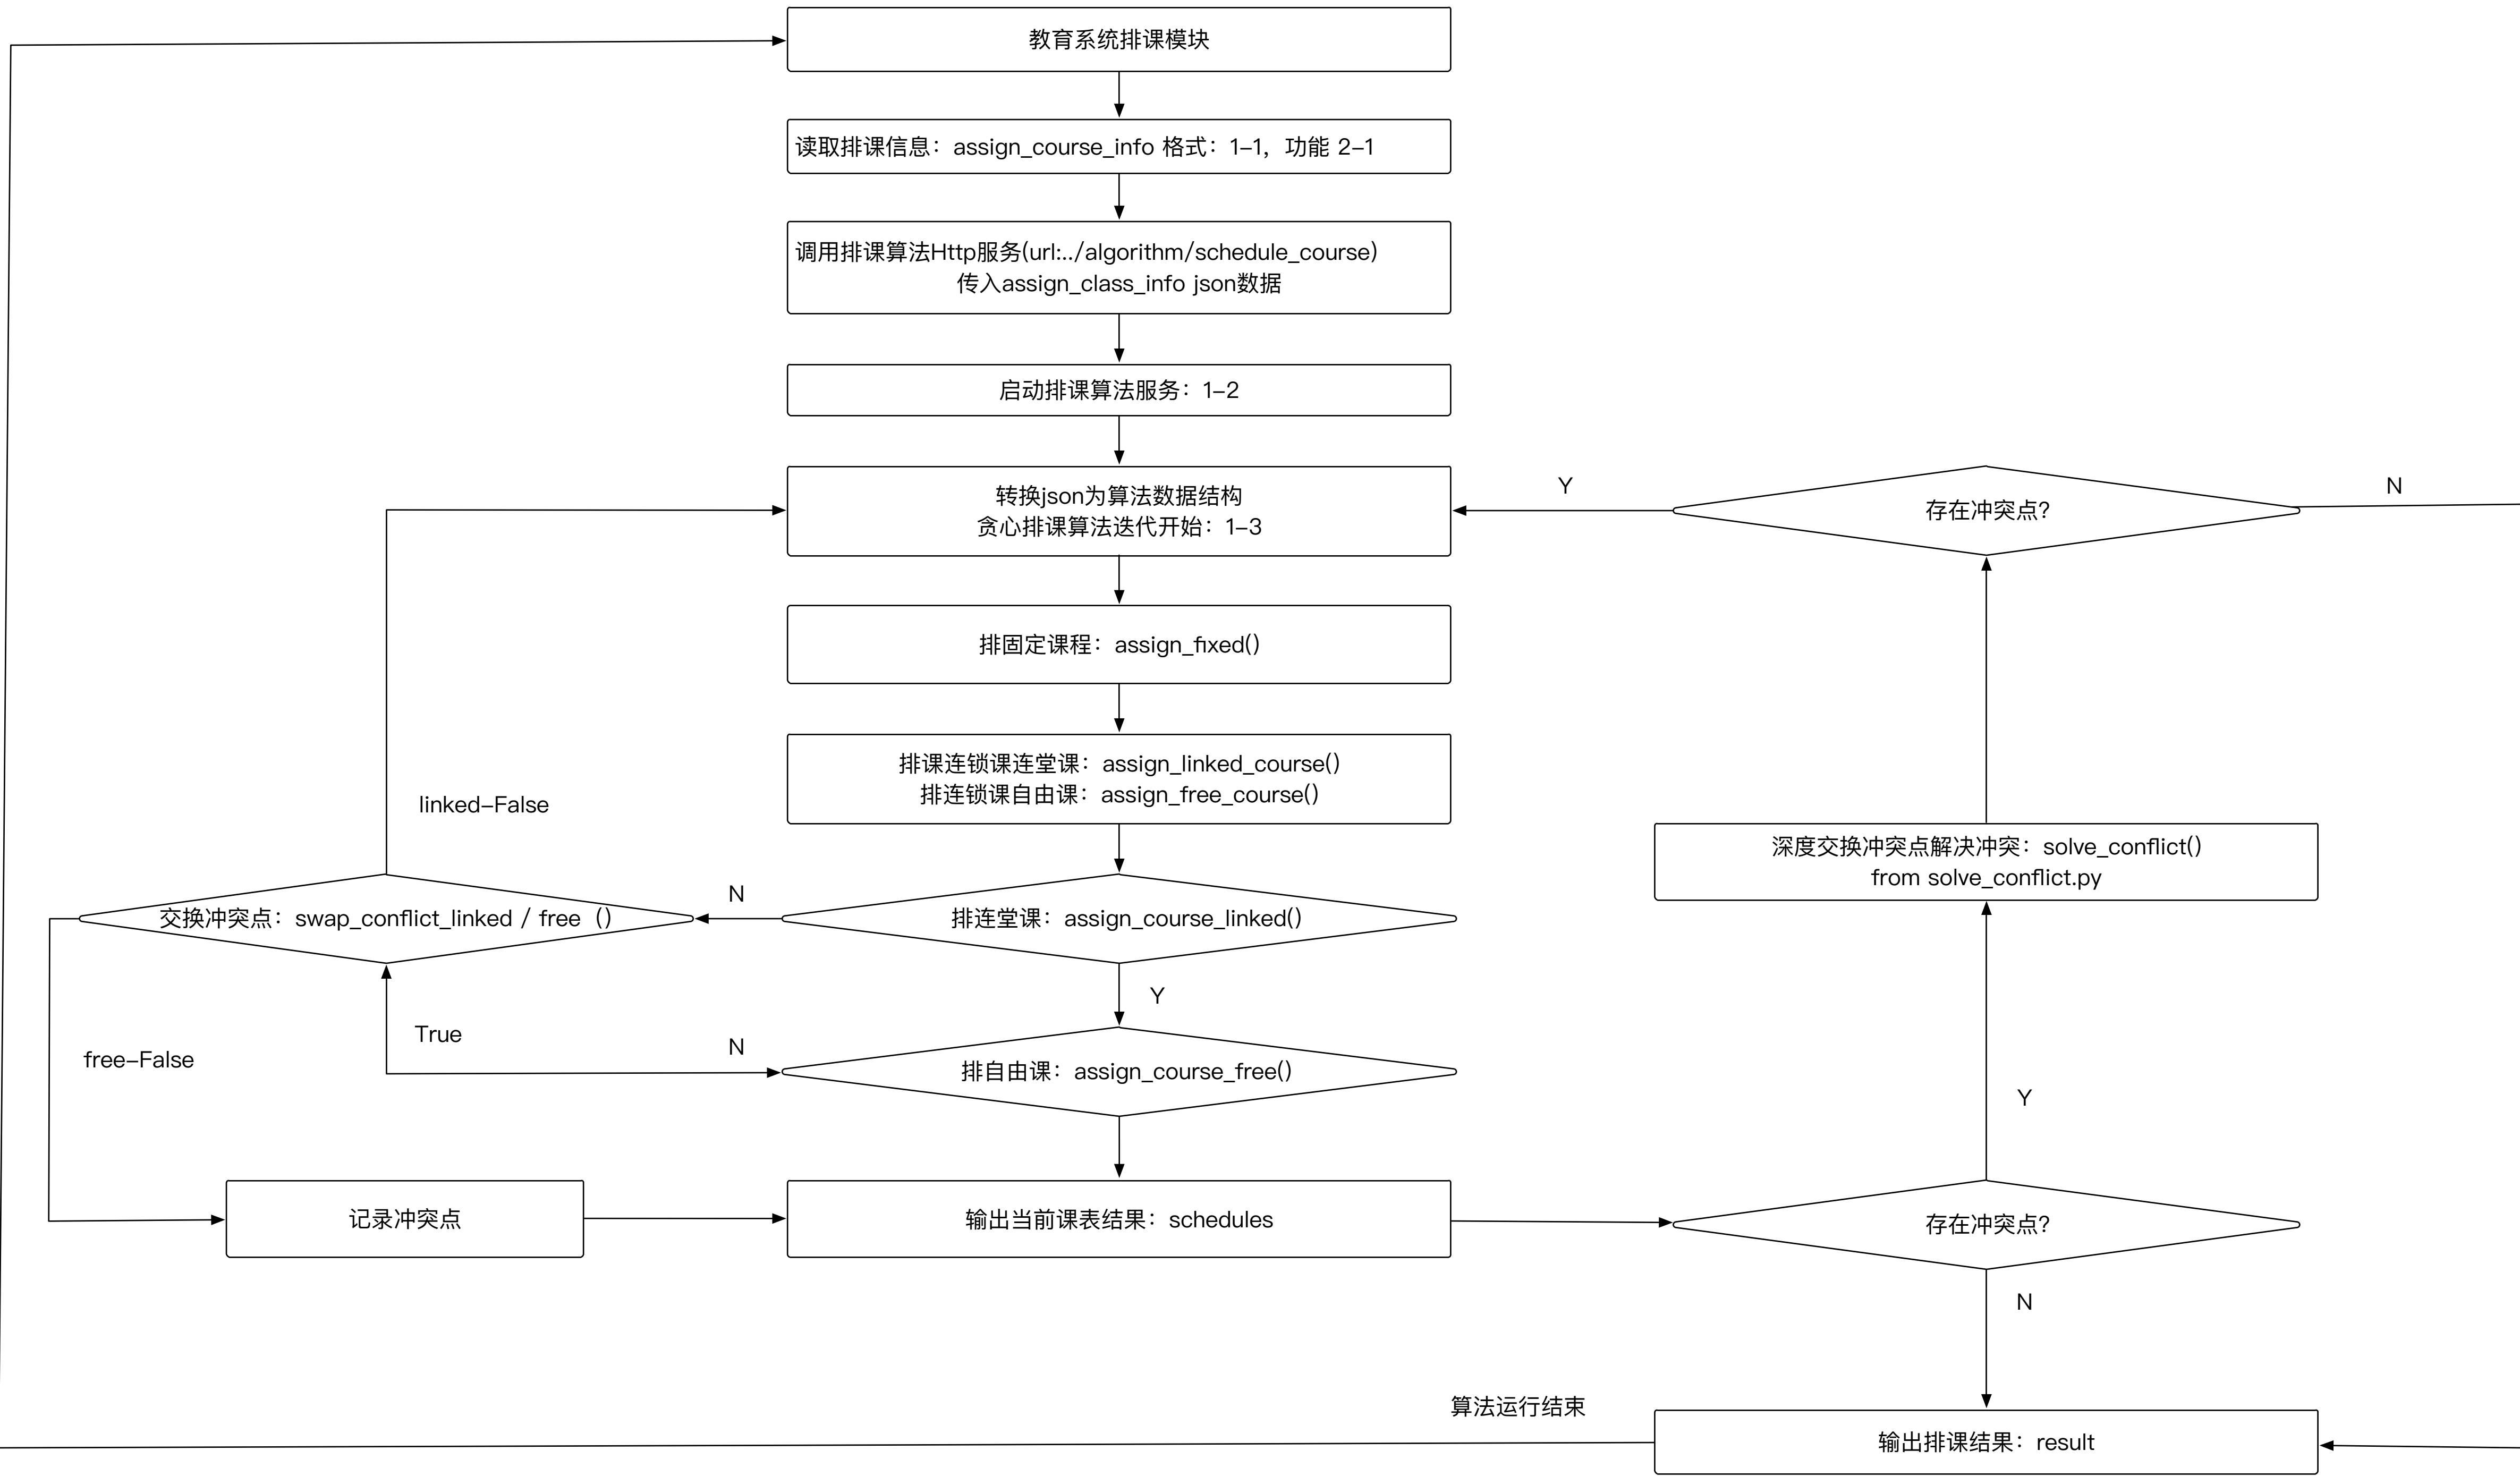 教育系统排课模块
读取排课信息：assign_course_info 格式：1-1，功能 2-1
调用排课算法Http服务(url:../algorithm/schedule_course)
传入assign_class_info json数据
启动排课算法服务：1-2
转换json为算法数据结构
贪心排课算法迭代开始：1-3
Y
存在冲突点？
N
排固定课程：assign_fixed()
排课连锁课连堂课：assign_linked_course()
排连锁课自由课：assign_free_course()
linked-False
深度交换冲突点解决冲突：solve_conflict()
from solve_conflict.py
交换冲突点：swap_conflict_linked / free（）
N
排连堂课：assign_course_linked()
Y
True
free-False
N
排自由课：assign_course_free()
Y
记录冲突点
输出当前课表结果：schedules
存在冲突点？
N
算法运行结束
输出排课结果：result